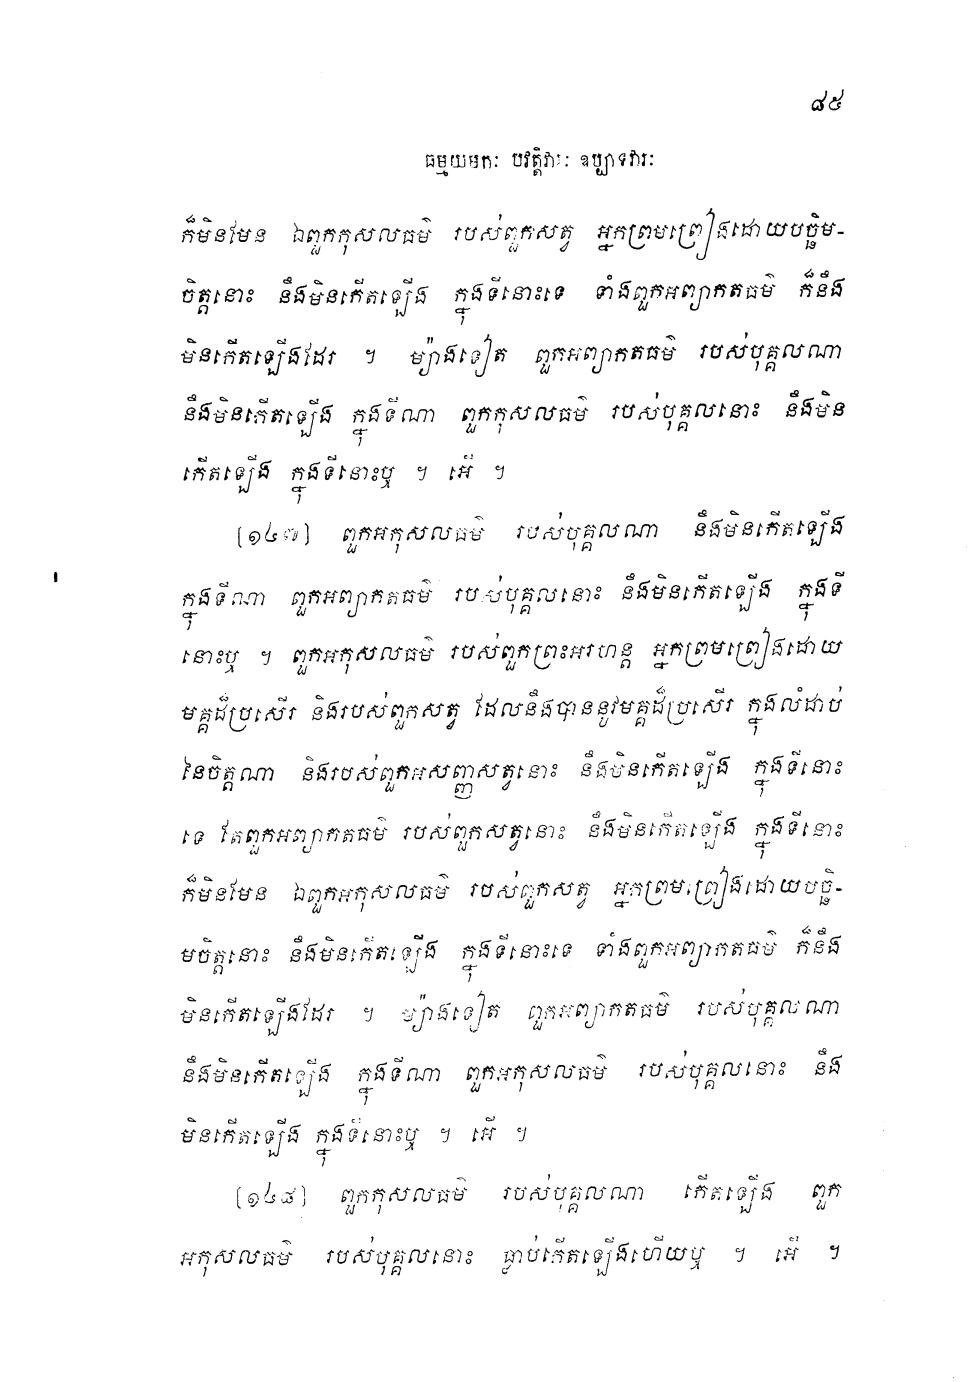 ៨៥
ធម្មយមកៈ បវត្តិវារៈ ឧប្បាទវារៈ
ក៏មិនមែន ឯពួកកុសលធម៌ របស់ពួកសត្វ អ្នកព្រមព្រៀងដោយបច្ឆិម-
ចិត្តនោះ នឹងមិនកើតឡើង ក្នុងទីនោះទេ ទាំងពួកអព្យាកតធម៌ ក៏នឹង
មិនកើតឡើងដែរ ។ ម្យ៉ាងទៀត ពួកអព្យាកតធម៌ របស់បុគ្គលណា
នឹងមិនកើតឡើង ក្នុងទីណា ពួកកុសលធម៌ របស់បុគ្គលនោះ នឹងមិន
កើតឡើង ក្នុងទីនោះឬ ។ អើ ។
(១៤៧) ពួកអកុសលធម៌ របស់បុគ្គលណា នឹងមិនកើតឡើង
ក្នុងទីណា ពួកអព្យាកតធម៌ របស់បុគ្គលនោះ នឹងមិនកើតឡើង ក្នុងទី
នោះឬ ។ ពួកអកុសលធម៌ របស់ពួកព្រះអរហន្ត អ្នកព្រមព្រៀងដោយ
មគ្គដ៏ប្រសើរ និងរបស់ពួកសត្វ ដែលនឹងបាននូវមគ្គដ៏ប្រសើរ ក្នុងលំដាប់
នៃចិត្តណា និងរបស់ពួកអសញ្ញសត្វនោះ នឹងមិនកើតឡើង ក្នុងទីនោះ
ទេ តែពួកអព្យាកតធម៌ របស់ពួកសត្វនោះ នឹងមិនកើតឡើង ក្នុងទីនោះ
ក៏មិនមែន ឯពួកអកុសលធម៌ របស់ពួកសត្វ អ្នកព្រមព្រៀងដោយបច្ឆិ-
មចិត្តនោះ នឹងមិនកើតឡើង ក្នុងទីនោះទេ ទាំងពួកអព្យាកតធម៌ ក៏នឹង
មិនកើតឡើងដែរ ។ ម្យ៉ាងទៀត ពួកអព្យាកតធម៌ របស់បុគ្គលណា
នឹងមិនកើតឡើង ក្នុងទីណា ពួកអកុសលធម៌ របស់បុគ្គលនោះ នឹង
មិនកើតឡើង ក្នុងទីនោះឬ ។ អើ ។
(១៤៨) ពួកកុសលធម៌ របស់បុគ្គលណា កើតឡើង ពួក
អកុសលធម៌ របស់បុគ្គលនោះ ធ្លាប់កើតឡើងហើយឬ ។ អើ ។